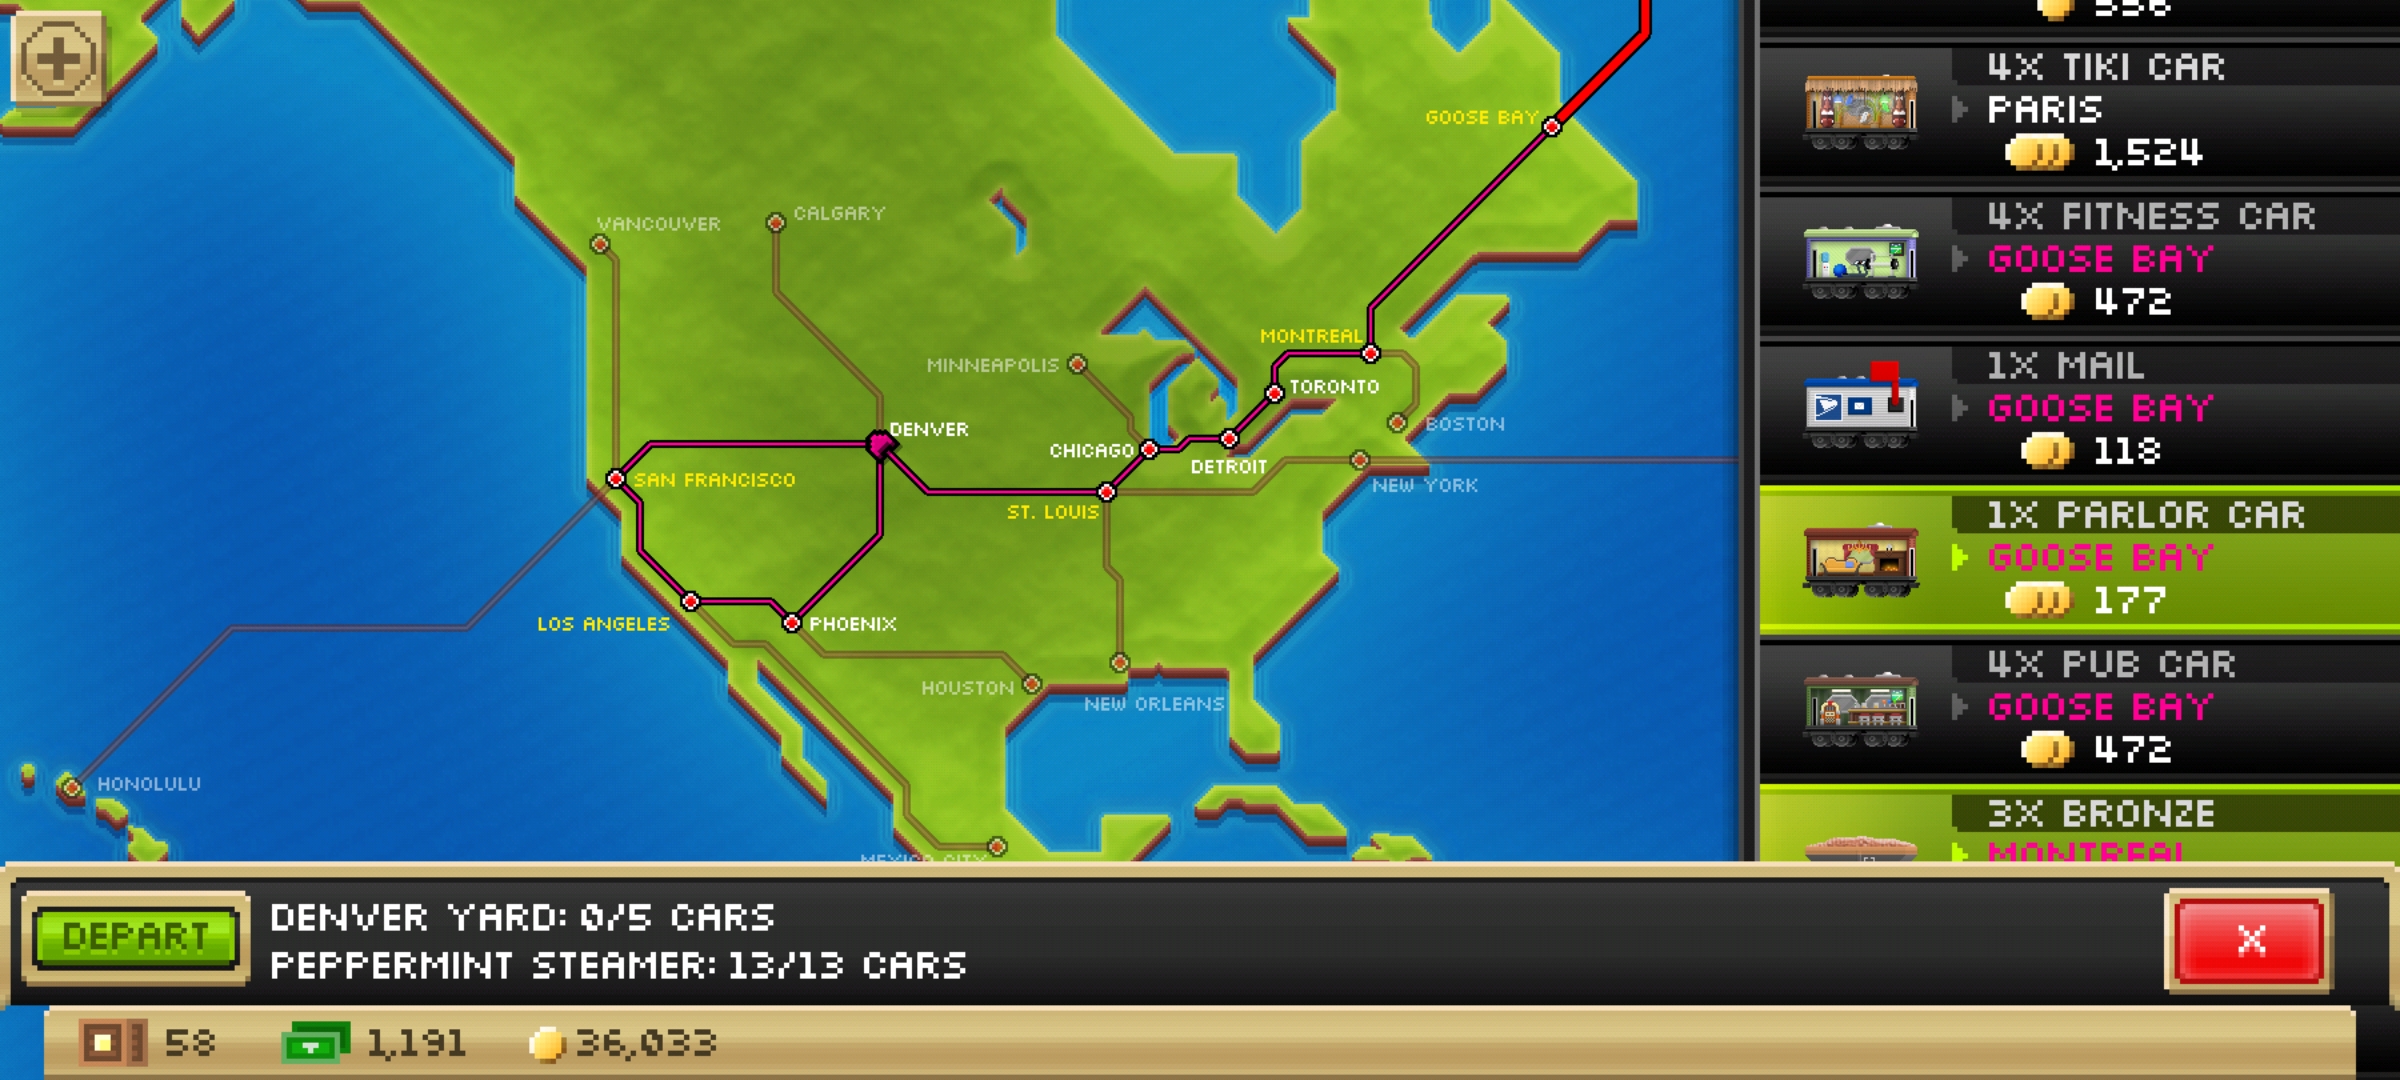 4X TIKI CAR
PARIS
1,524
4X FITNESS CAR
GOOSE BAY
472
1X MAIL
GOOSE BAY
118
1X PARLOR CAR
GOOSE BAY
177
4X PUB CAR
GOOSE BAY
472
3X BRONZE
MONTREAL
GOOSE BAY
VANCOUVER
CALGARY
MONTREAL
MINNEAPOLIS
TORONTO
DENVER
CHICAGO
BOSTON
DETROIT
SAN FRANCISCO
NEW YORK
ST. LOUIS
LOS ANGELES
PHOENIX
HOUSTON
NEW ORLEANS
HONOLULU
MEXICO CITY
DEPART
DENVER YARD: 0/5 CARS
PEPPERMINT STEAMER: 13/13 CARS
X
58
1,191
36,033